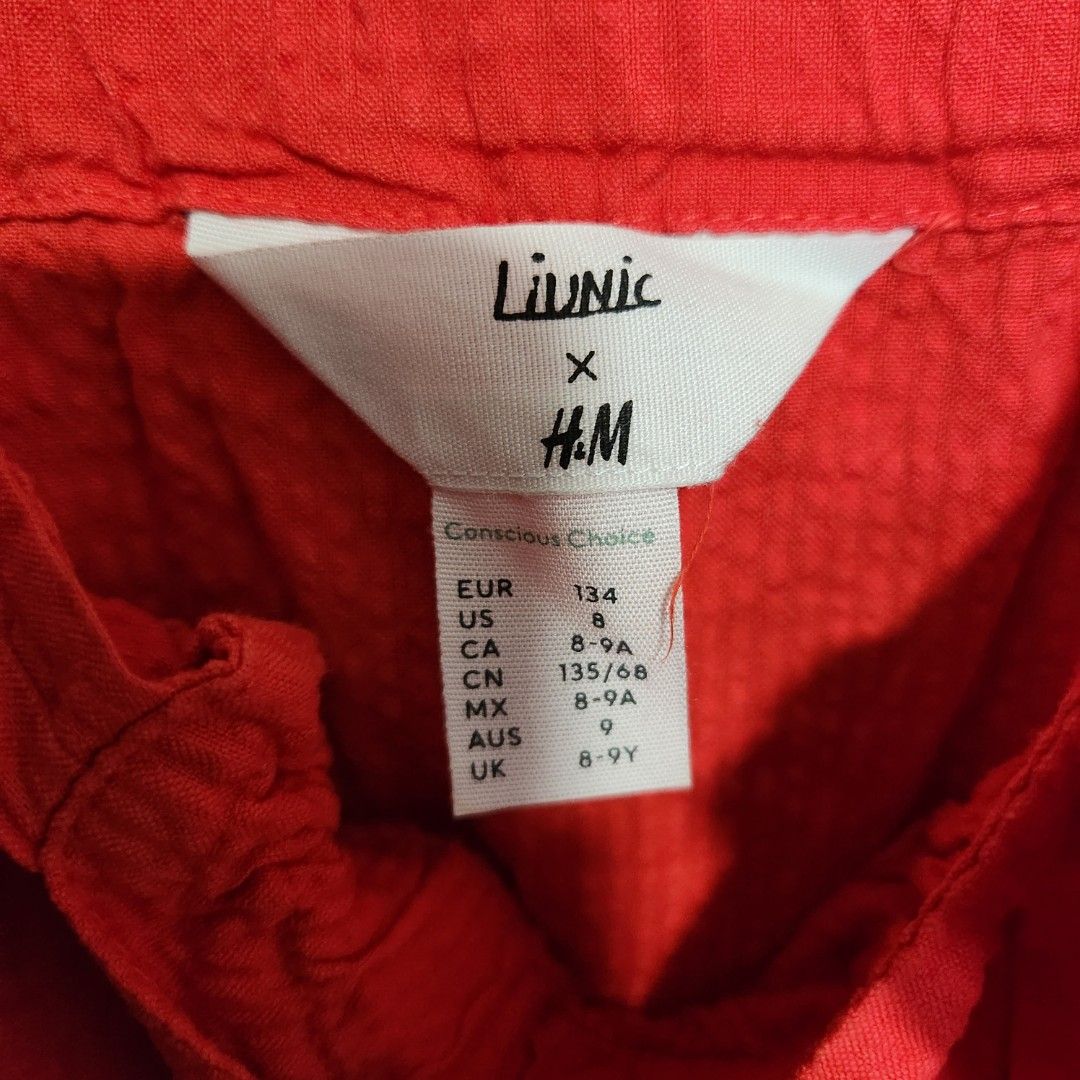 Liunic
×
H&M
Conscious Choice
EUR 134
US 8
CA 8-9A
CN 135/68
MX 8-9A
AUS 9
UK 8-9Y